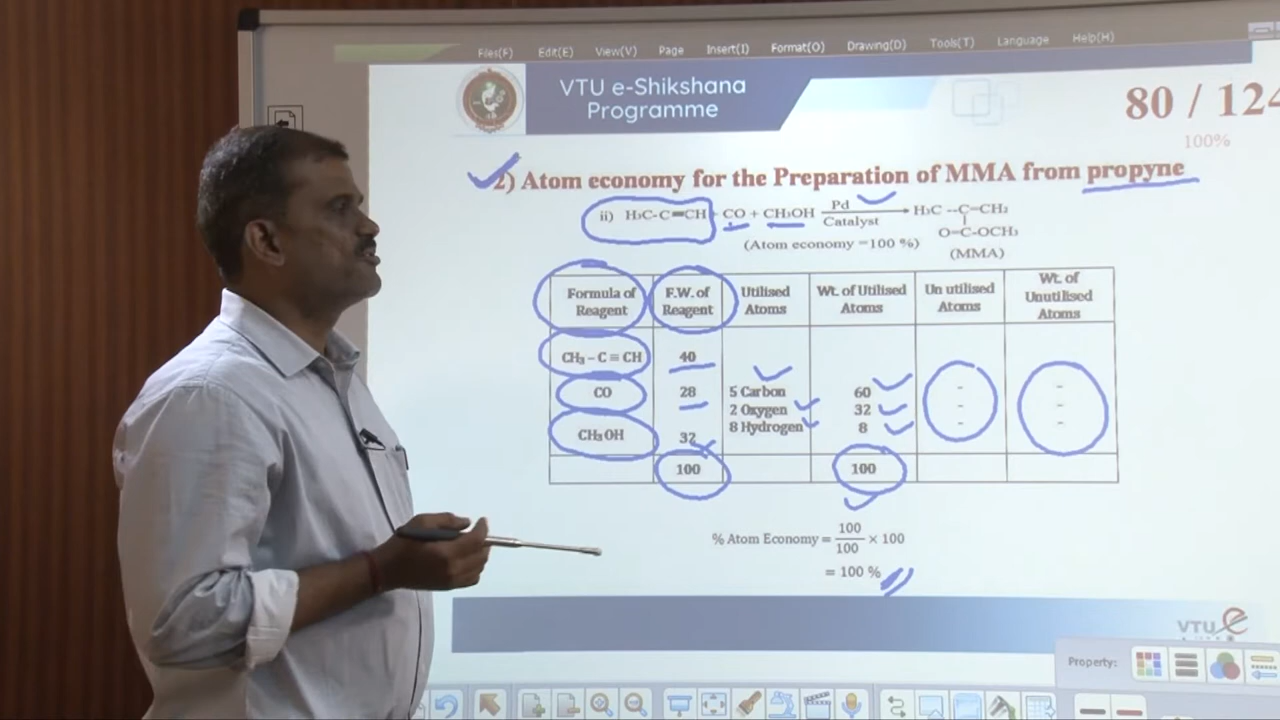 Files(F) Edit(E) View(V) Page Insert(I) Format(O) Drawing(D) Tools(T) Language Help(H)
VTU e-Shikshana
Programme
80 / 124
100%
2) Atom economy for the Preparation of MMA from propyne
ii) H₃C-C≡CH + CO + CH₃OH Pd Catalyst H₃C --C=CH₂
O=C-OCH₃
(Atom economy =100 %) (MMA)
Formula of Reagent F.W. of Reagent Utilised Atoms Wt. of Utilised Atoms Un utilised Atoms Wt. of Unutilised Atoms
CH₃ – C ≡ CH 40
CO 28 5 Carbon 60 - -
2 Oxygen 32 - -
8 Hydrogen 8 - -
CH₃ OH 32
100 100
% Atom Economy = 100/100 × 100
= 100 %
VTU e
Property: